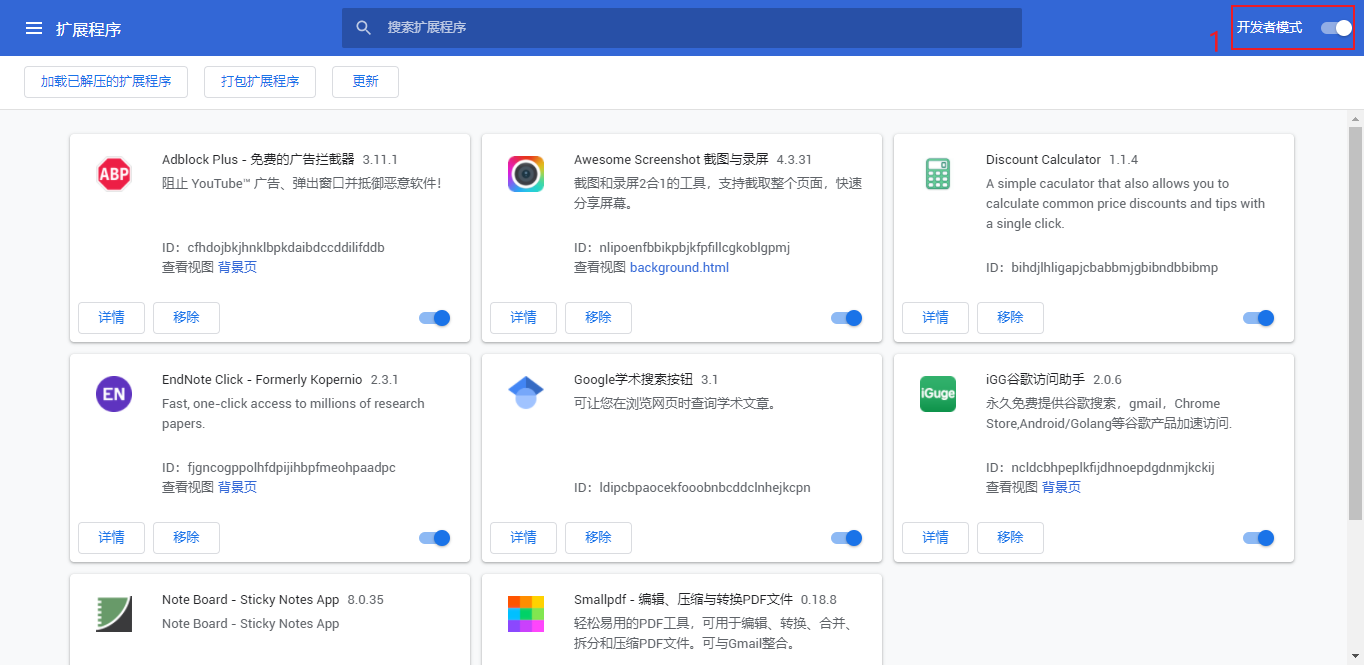 扩展程序
搜索扩展程序
开发者模式
1
加载已解压的扩展程序
打包扩展程序
更新
ABP
Adblock Plus - 免费的广告拦截器 3.11.1
阻止 YouTube™ 广告、弹出窗口并抵御恶意软件!
ID：cfhdojbkjhnklbpkdaibdccddilifddb
查看视图 背景页
详情
移除
Awesome Screenshot 截图与录屏 4.3.31
截图和录屏2合1的工具，支持截取整个页面，快速
分享屏幕。
ID：nlipoenfbbikpbjkfpfillcgkoblgpmj
查看视图 background.html
详情
移除
Discount Calculator 1.1.4
A simple caculator that also allows you to
calculate common price discounts and tips with
a single click.
ID：bihdjlhligapjcbabbmjgbibndbbibmp
详情
移除
EN
EndNote Click - Formerly Kopernio 2.3.1
Fast, one-click access to millions of research
papers.
ID：fjgncogppolhfdpijihbpfmeohpaadpc
查看视图 背景页
详情
移除
Google学术搜索按钮 3.1
可让您在浏览网页时查询学术文章。
ID：ldipcbpaocekfooobnbcddclnhejkcpn
详情
移除
iGuge
iGG谷歌访问助手 2.0.6
永久免费提供谷歌搜索，gmail，Chrome
Store,Android/Golang等谷歌产品加速访问.
ID：ncldcbhpeplkfijdhnoepdgdnmjkckij
查看视图 背景页
详情
移除
Note Board - Sticky Notes App 8.0.35
Note Board - Sticky Notes App
Smallpdf - 编辑、压缩与转换PDF文件 0.18.8
轻松易用的PDF工具，可用于编辑、转换、合并、
拆分和压缩PDF文件。可与Gmail整合。